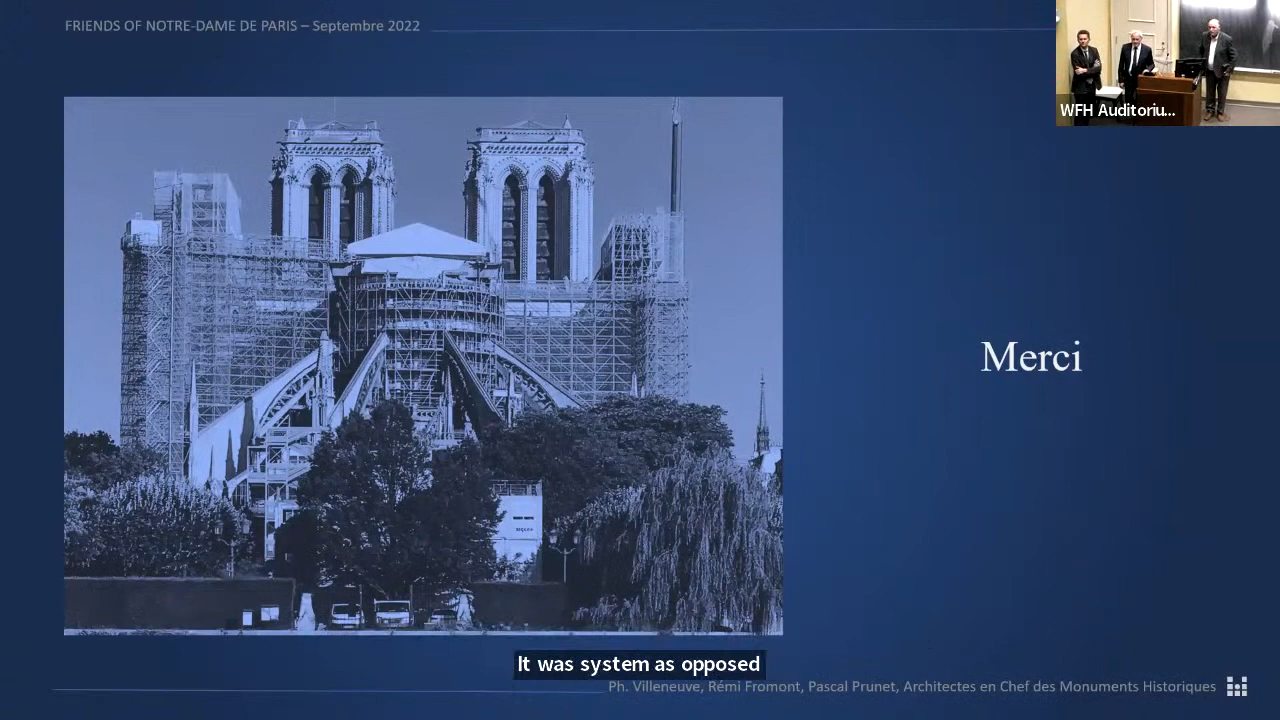 FRIENDS OF NOTRE-DAME DE PARIS – Septembre 2022
WFH Auditoriu...
Merci
It was system as opposed
Ph. Villeneuve, Rémi Fromont, Pascal Prunet, Architectes en Chef des Monuments Historiques